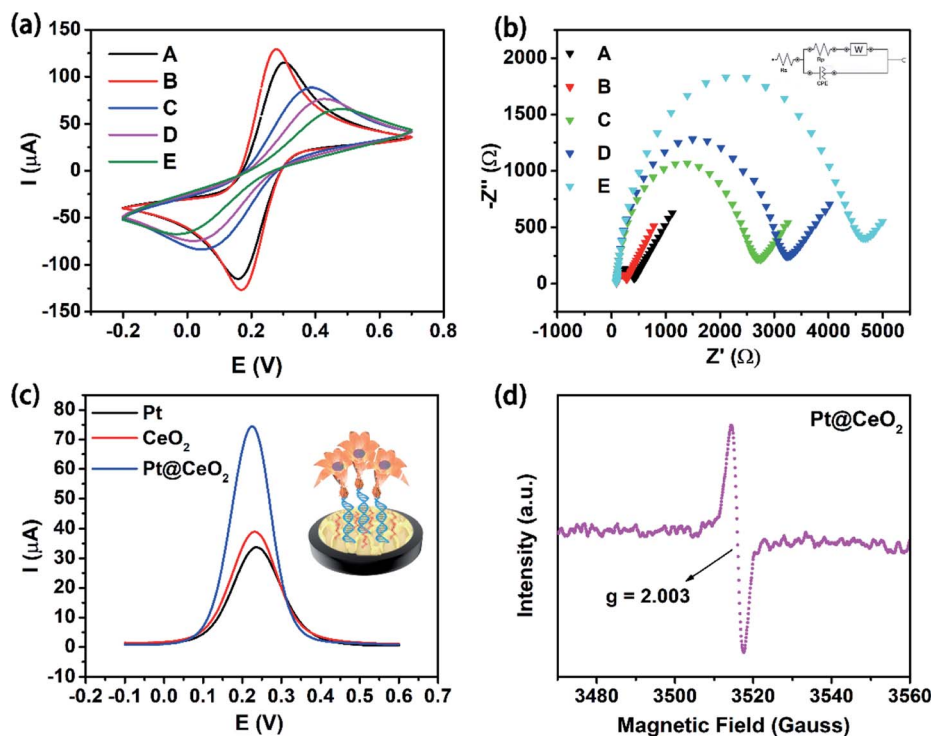 (a)
150
100
50
0
-50
-100
-150
I (μA)
A
B
C
D
E
-0.2 0.0 0.2 0.4 0.6 0.8
E (V)
(b)
2000
1500
1000
500
0
-Z'' (Ω)
A
B
C
D
E
Rs
Rp
W
CPE
-1000 0 1000 2000 3000 4000 5000 6000
Z' (Ω)
(c)
80
70
60
50
40
30
20
10
0
-10
I (μA)
Pt
CeO2
Pt@CeO2
-0.2 -0.1 0.0 0.1 0.2 0.3 0.4 0.5 0.6 0.7
E (V)
(d)
Pt@CeO2
Intensity (a.u.)
g = 2.003
3480 3500 3520 3540 3560
Magnetic Field (Gauss)